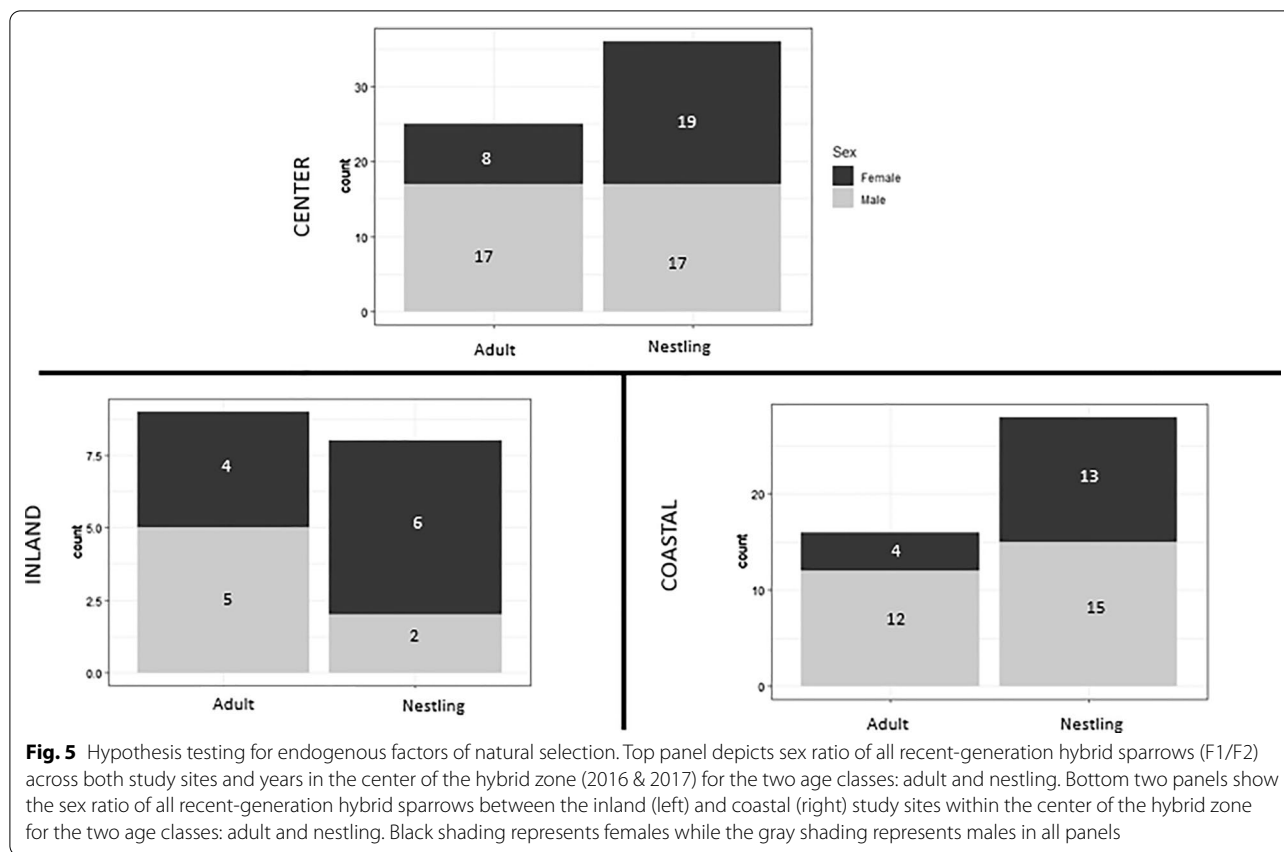 CENTER
count
30
20
10
0
8
17
19
17
Adult
Nestling
Sex
Female
Male
INLAND
count
7.5
5.0
2.5
0.0
4
5
6
2
Adult
Nestling
COASTAL
count
20
10
0
4
12
13
15
Adult
Nestling
Fig. 5 Hypothesis testing for endogenous factors of natural selection. Top panel depicts sex ratio of all recent-generation hybrid sparrows (F1/F2)
across both study sites and years in the center of the hybrid zone (2016 & 2017) for the two age classes: adult and nestling. Bottom two panels show
the sex ratio of all recent-generation hybrid sparrows between the inland (left) and coastal (right) study sites within the center of the hybrid zone
for the two age classes: adult and nestling. Black shading represents females while the gray shading represents males in all panels